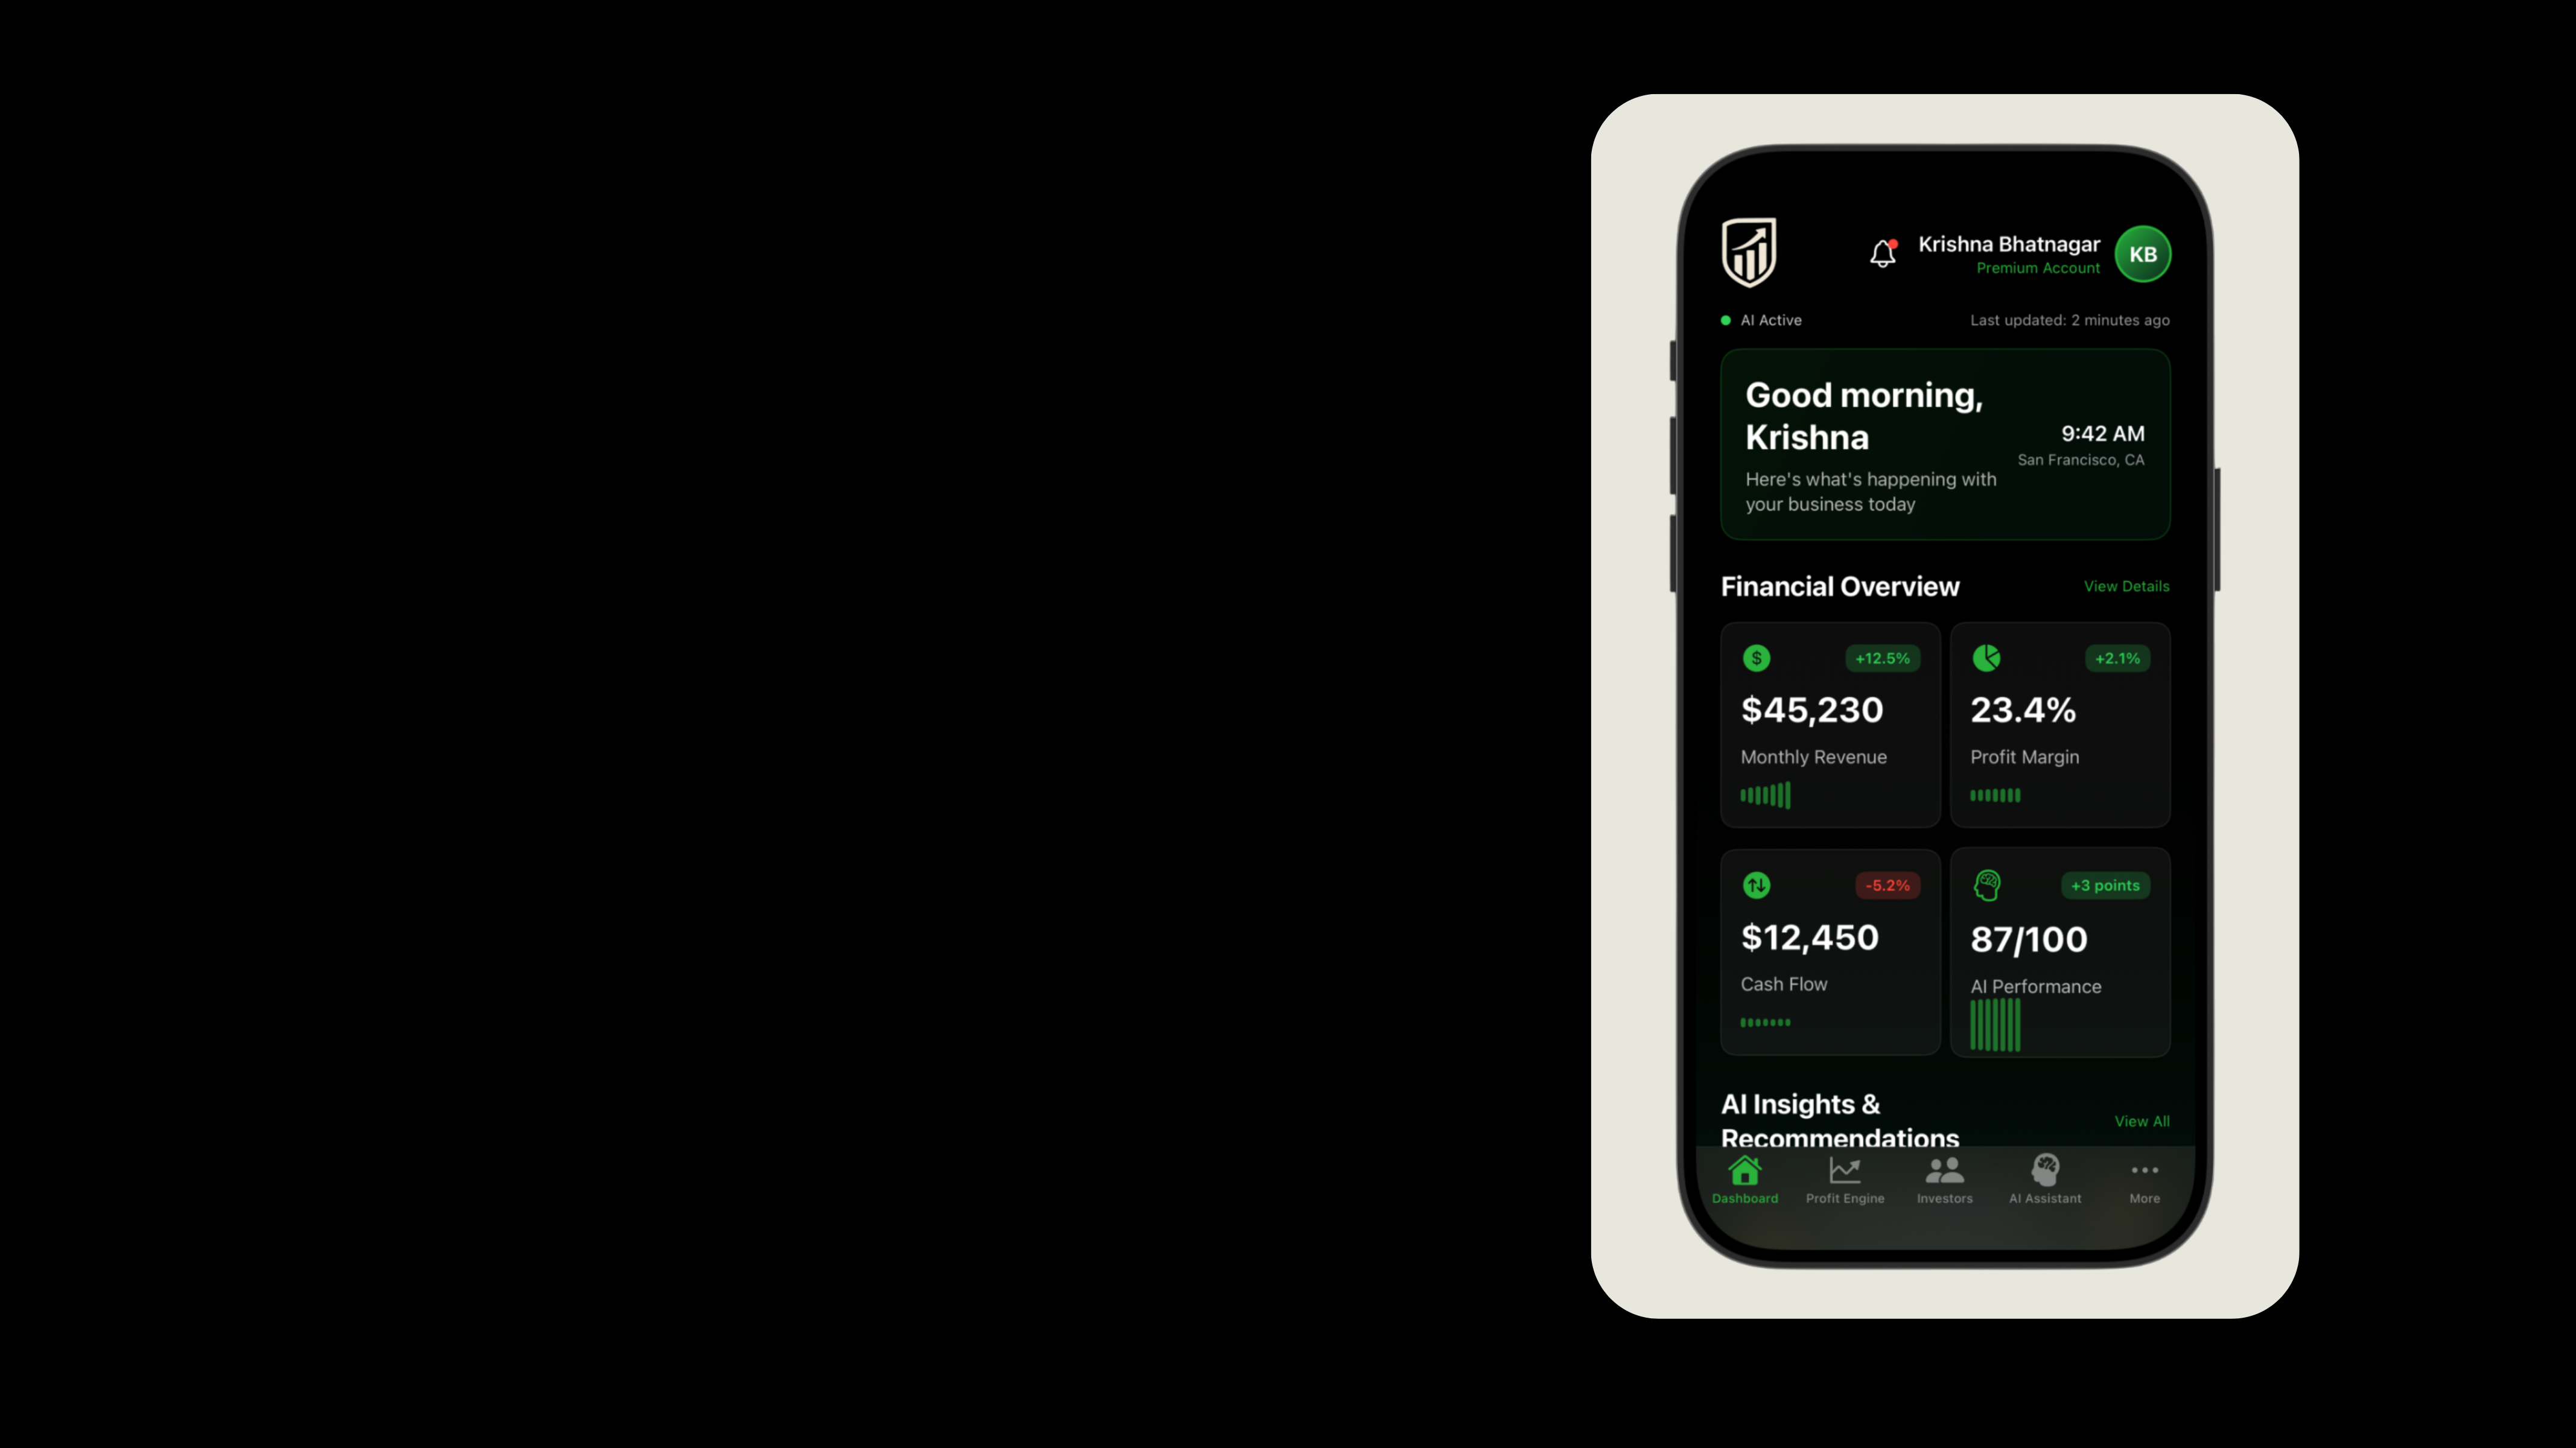 Krishna Bhatnagar
Premium Account
KB
AI Active
Last updated: 2 minutes ago
Good morning,
Krishna
9:42 AM
San Francisco, CA
Here's what's happening with
your business today
Financial Overview
View Details
$
+12.5%
$45,230
Monthly Revenue
+2.1%
23.4%
Profit Margin
-5.2%
$12,450
Cash Flow
+3 points
87/100
AI Performance
AI Insights &
Recommendations
View All
Dashboard
Profit Engine
Investors
AI Assistant
More